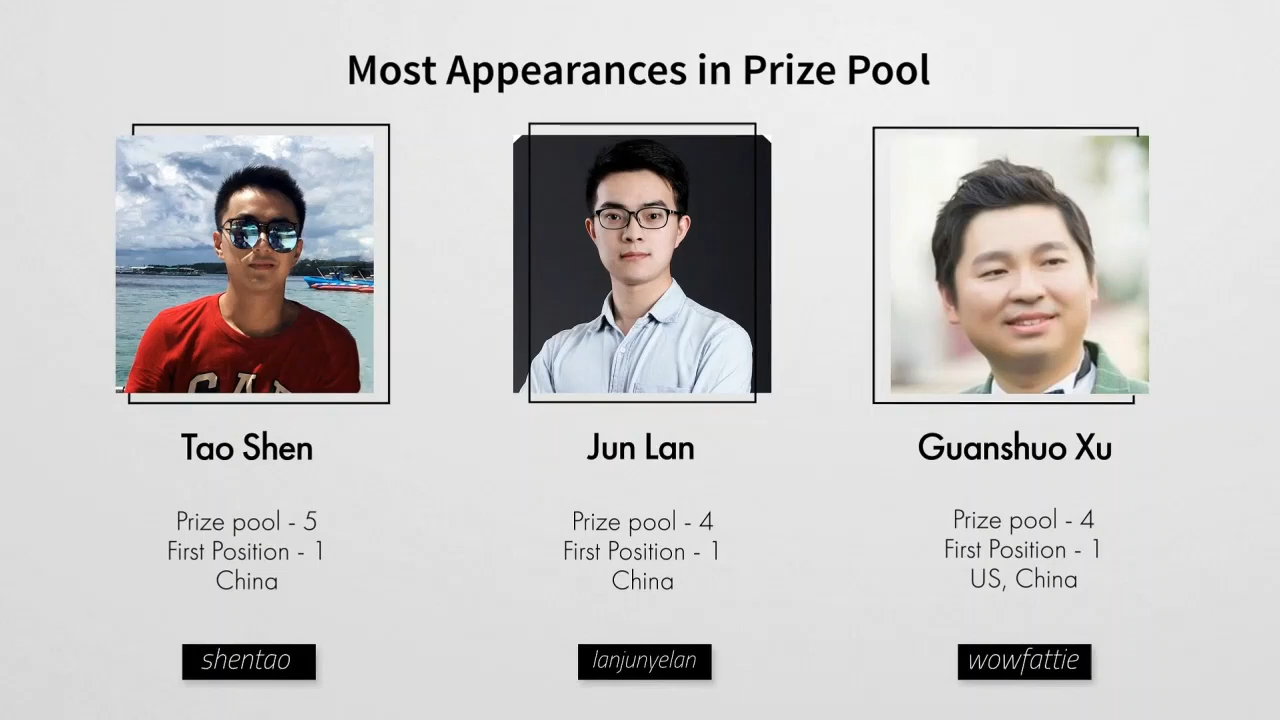 Most Appearances in Prize Pool
Tao Shen
Prize pool - 5
First Position - 1
China
shentao
Jun Lan
Prize pool - 4
First Position - 1
China
lanjunyelan
Guanshuo Xu
Prize pool - 4
First Position - 1
US, China
wowfattie